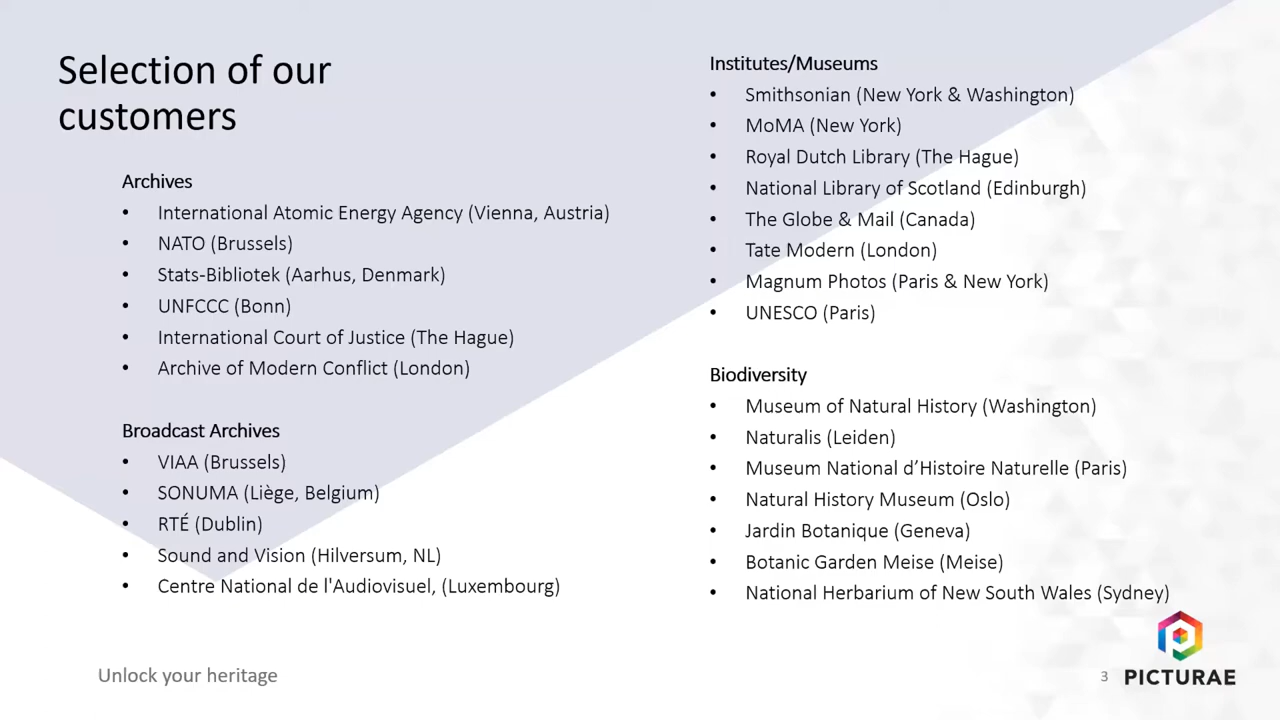 Selection of our
customers
Archives
• International Atomic Energy Agency (Vienna, Austria)
• NATO (Brussels)
• Stats-Bibliotek (Aarhus, Denmark)
• UNFCCC (Bonn)
• International Court of Justice (The Hague)
• Archive of Modern Conflict (London)
Broadcast Archives
• VIAA (Brussels)
• SONUMA (Liège, Belgium)
• RTÉ (Dublin)
• Sound and Vision (Hilversum, NL)
• Centre National de l'Audiovisuel, (Luxembourg)
Institutes/Museums
• Smithsonian (New York & Washington)
• MoMA (New York)
• Royal Dutch Library (The Hague)
• National Library of Scotland (Edinburgh)
• The Globe & Mail (Canada)
• Tate Modern (London)
• Magnum Photos (Paris & New York)
• UNESCO (Paris)
Biodiversity
• Museum of Natural History (Washington)
• Naturalis (Leiden)
• Museum National d’Histoire Naturelle (Paris)
• Natural History Museum (Oslo)
• Jardin Botanique (Geneva)
• Botanic Garden Meise (Meise)
• National Herbarium of New South Wales (Sydney)
Unlock your heritage
3
PICTURAE